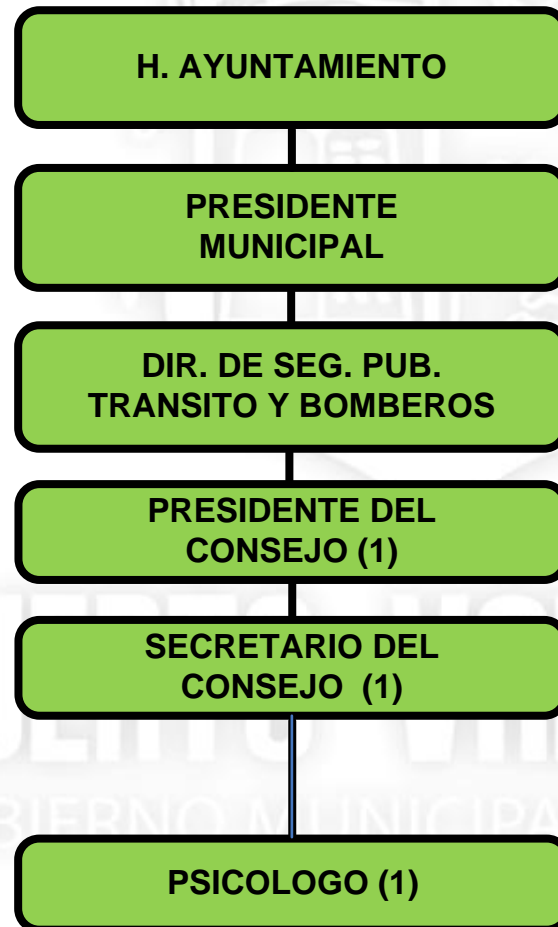 H. AYUNTAMIENTO
PRESIDENTE
MUNICIPAL
DIR. DE SEG. PUB.
TRANSITO Y BOMBEROS
PRESIDENTE DEL
CONSEJO (1)
SECRETARIO DEL
CONSEJO (1)
PSICOLOGO (1)